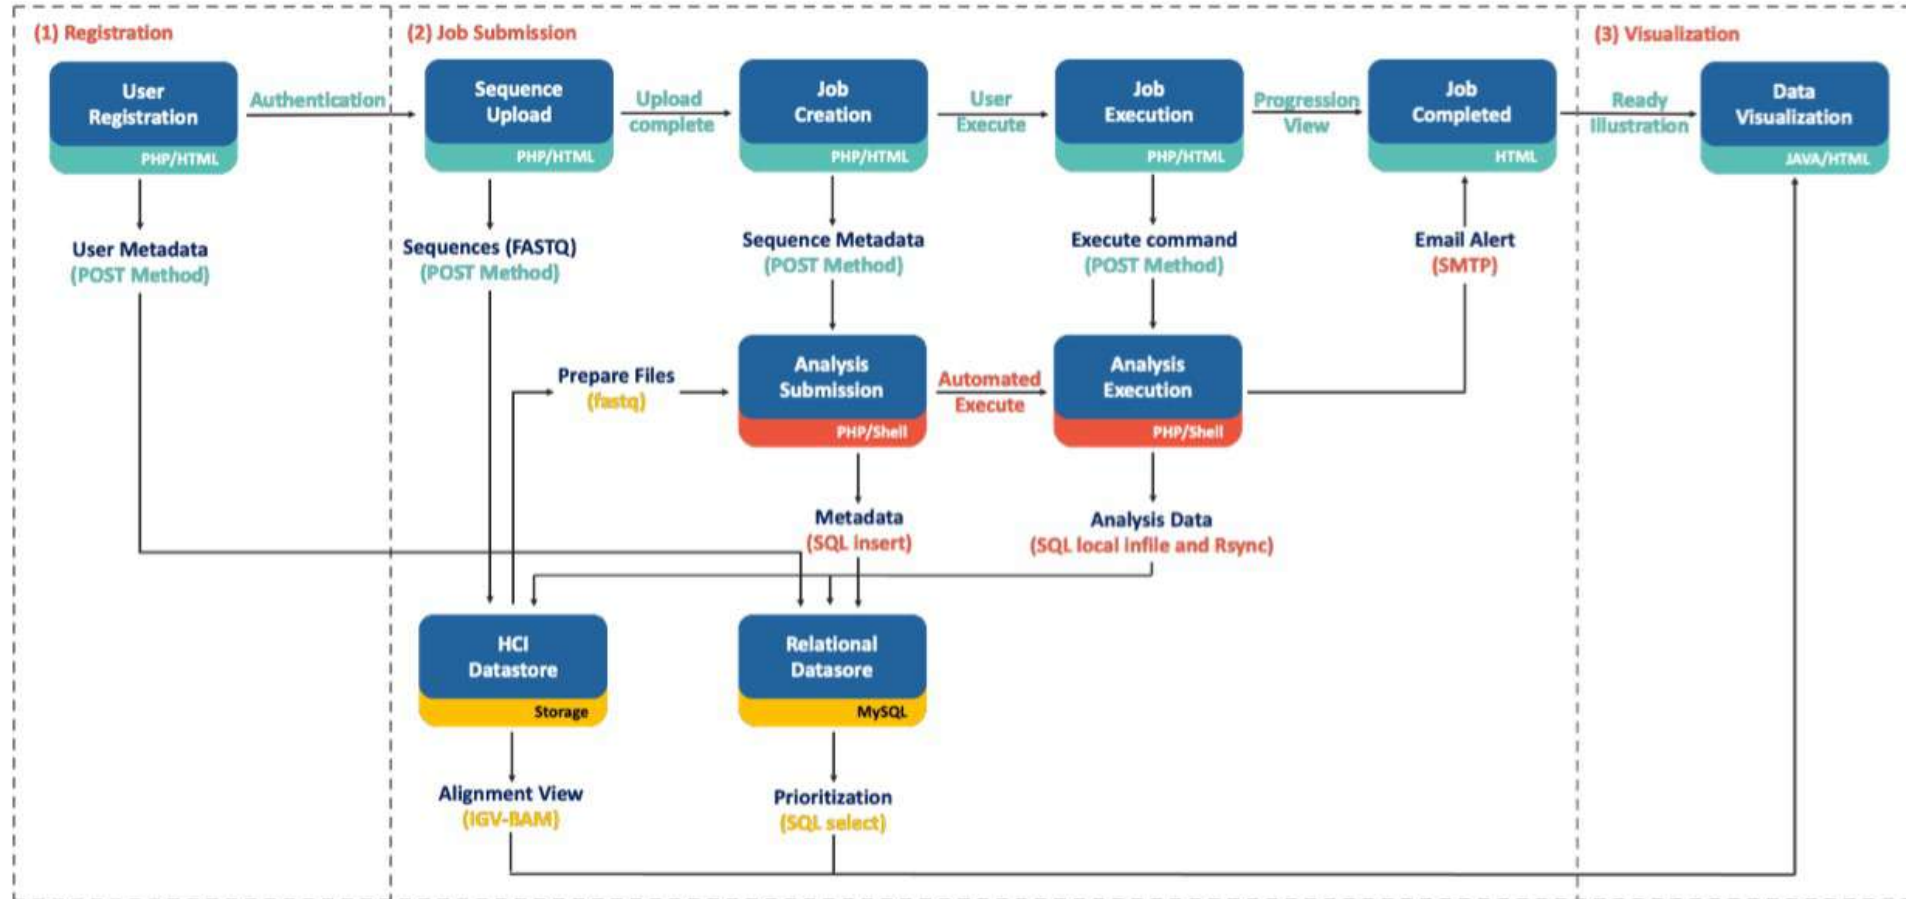 (1) Registration
(2) Job Submission
(3) Visualization
User
Registration
PHP/HTML
Authentication
Sequence
Upload
PHP/HTML
Upload
complete
Job
Creation
PHP/HTML
User
Execute
Job
Execution
PHP/HTML
Progression
View
Job
Completed
HTML
Ready
Illustration
Data
Visualization
JAVA/HTML
User Metadata
(POST Method)
Sequences (FASTQ)
(POST Method)
Sequence Metadata
(POST Method)
Execute command
(POST Method)
Email Alert
(SMTP)
Prepare Files
(fastq)
Analysis
Submission
PHP/Shell
Automated
Execute
Analysis
Execution
PHP/Shell
Metadata
(SQL insert)
Analysis Data
(SQL local infile and Rsync)
HCI
Datastore
Storage
Relational
Datasore
MySQL
Alignment View
(IGV-BAM)
Prioritization
(SQL select)